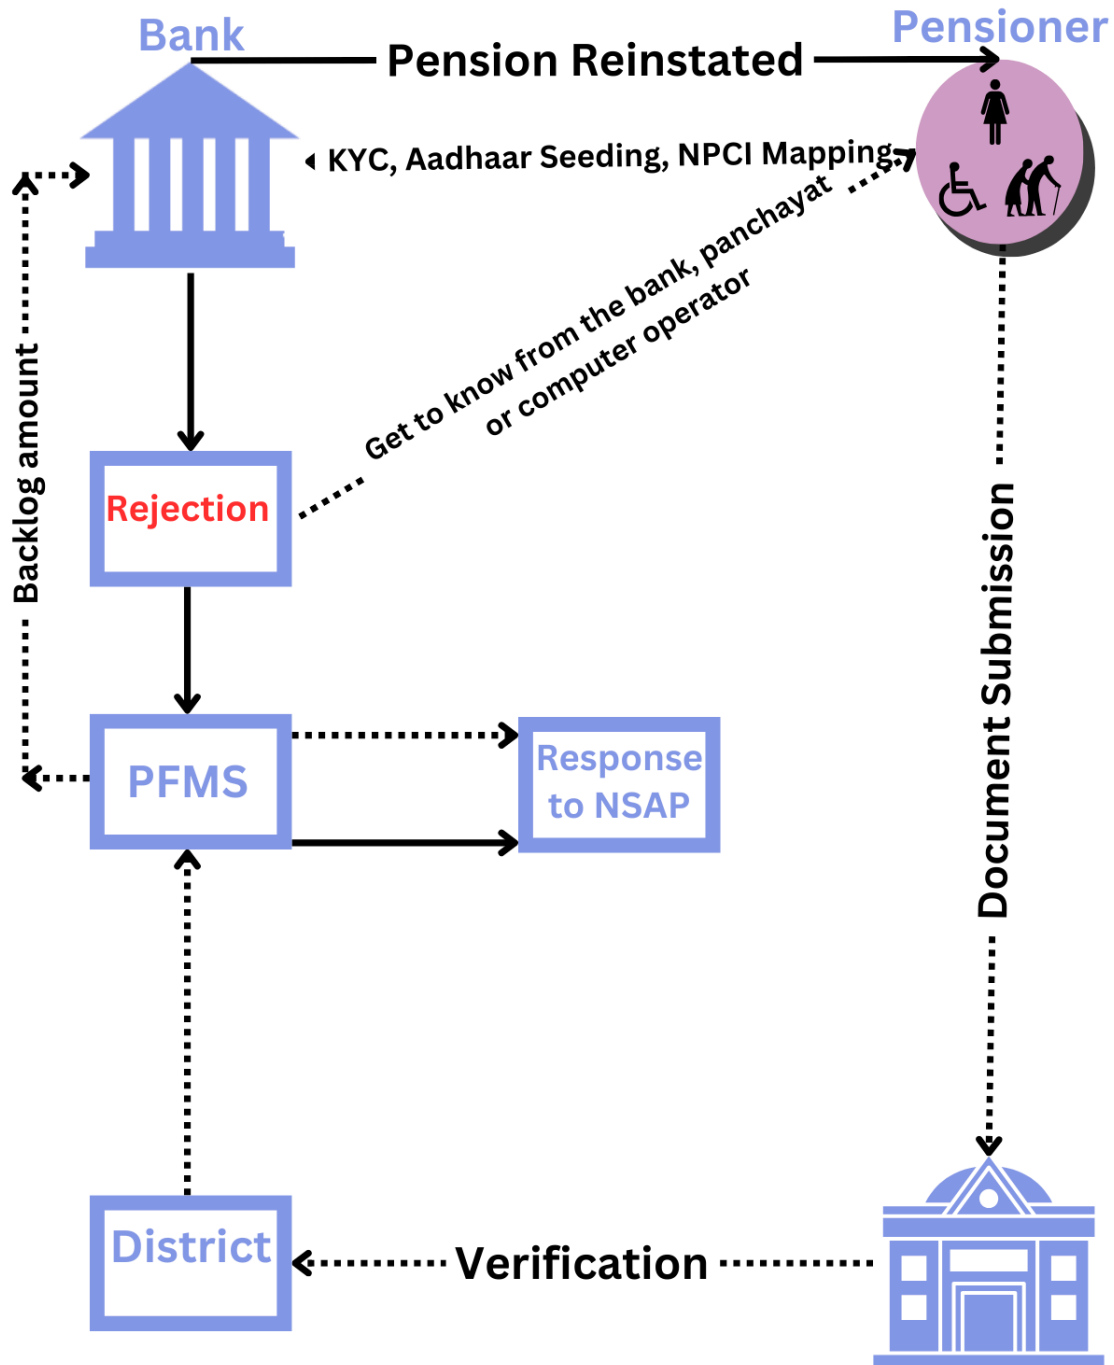 Bank
Pensioner
Pension Reinstated
KYC, Aadhaar Seeding, NPCI Mapping
Get to know from the bank, panchayat
or computer operator
Backlog amount
Rejection
Document Submission
PFMS
Response
to NSAP
District
Verification